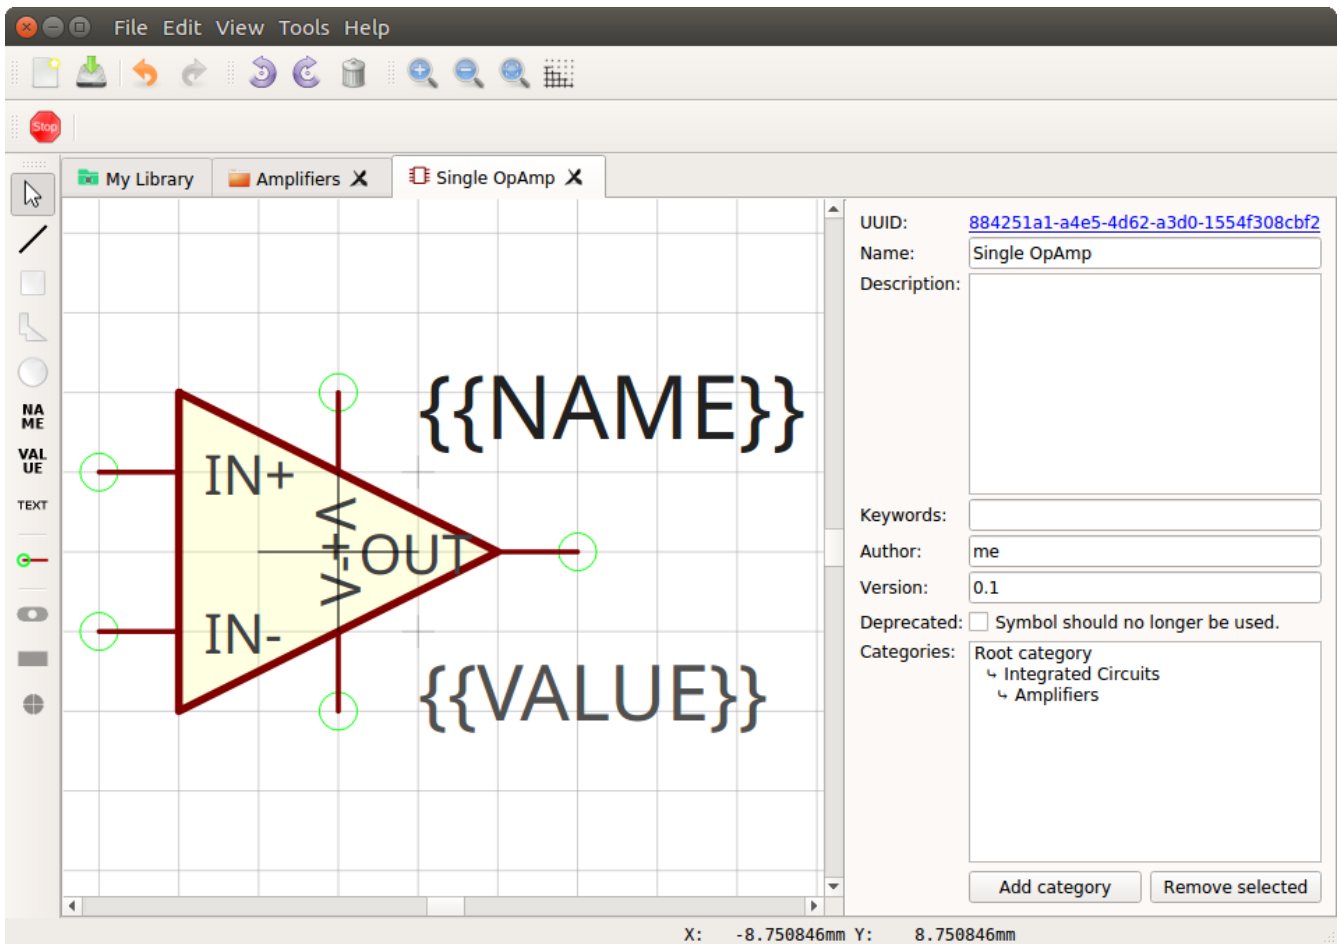 File Edit View Tools Help
Stop
My Library
Amplifiers
Single OpAmp
NA
ME
VAL
UE
TEXT
{{NAME}}
IN+
V+
OUT
V-
IN-
{{VALUE}}
UUID: 884251a1-a4e5-4d62-a3d0-1554f308cbf2
Name: Single OpAmp
Description:
Keywords:
Author: me
Version: 0.1
Deprecated: Symbol should no longer be used.
Categories: Root category
↳ Integrated Circuits
↳ Amplifiers
Add category
Remove selected
X: -8.750846mm Y: 8.750846mm